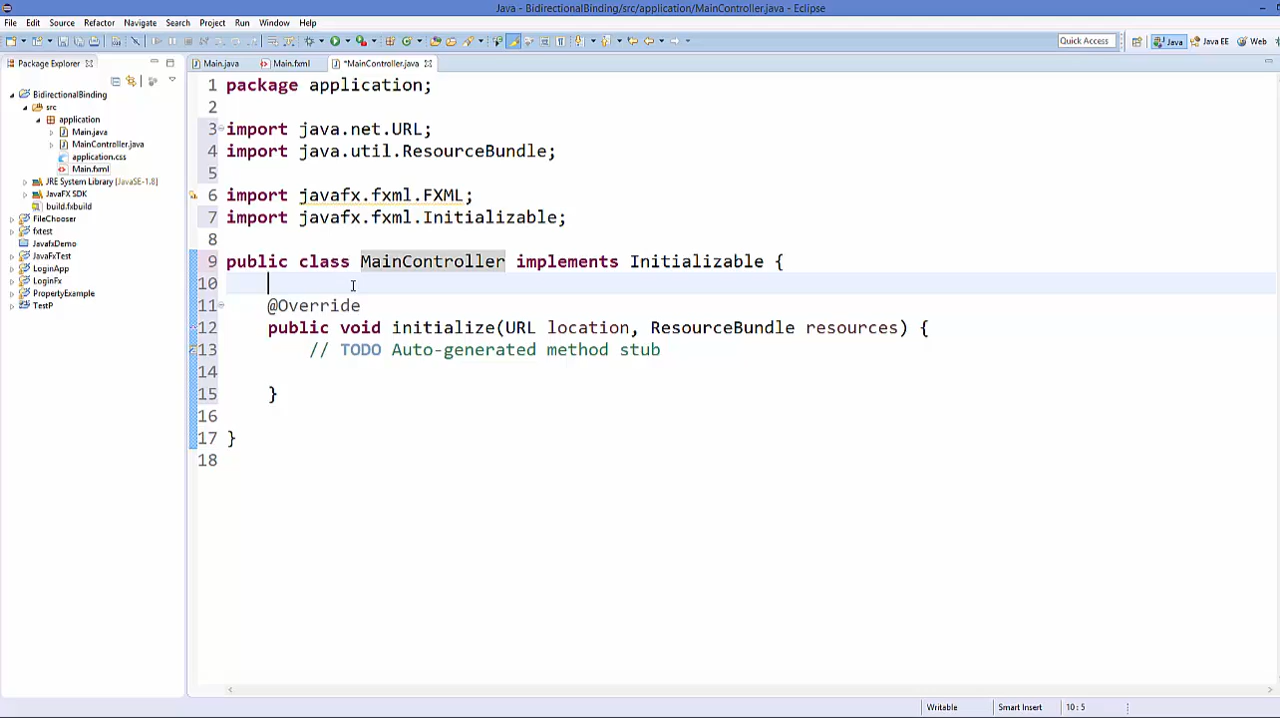 Java - BidirectionalBinding/src/application/MainController.java - Eclipse
File Edit Source Refactor Navigate Search Project Run Window Help
Quick Access Java Java EE Web
Package Explorer
Main.java Main.fxml *MainController.java
BidirectionalBinding
src
application
Main.java
MainController.java
application.css
Main.fxml
JRE System Library [JavaSE-1.8]
JavaFX SDK
build.fxbuild
FileChooser
fxtest
JavafxDemo
JavaFxTest
LoginApp
LoginFx
PropertyExample
TestP
1 package application;
2
3 import java.net.URL;
4 import java.util.ResourceBundle;
5
6 import javafx.fxml.FXML;
7 import javafx.fxml.Initializable;
8
9 public class MainController implements Initializable {
10
11 @Override
12 public void initialize(URL location, ResourceBundle resources) {
13 // TODO Auto-generated method stub
14
15 }
16
17 }
18
Writable Smart Insert 10 : 5